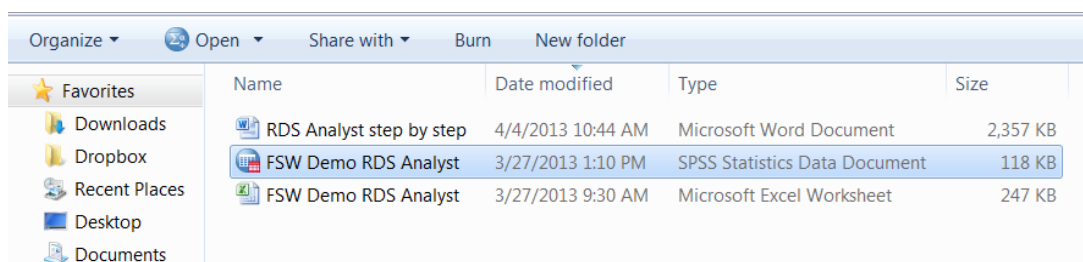 Organize Open Share with Burn New folder
Favorites Name Date modified Type Size
Downloads RDS Analyst step by step 4/4/2013 10:44 AM Microsoft Word Document 2,357 KB
Dropbox FSW Demo RDS Analyst 3/27/2013 1:10 PM SPSS Statistics Data Document 118 KB
Recent Places FSW Demo RDS Analyst 3/27/2013 9:30 AM Microsoft Excel Worksheet 247 KB
Desktop
Documents